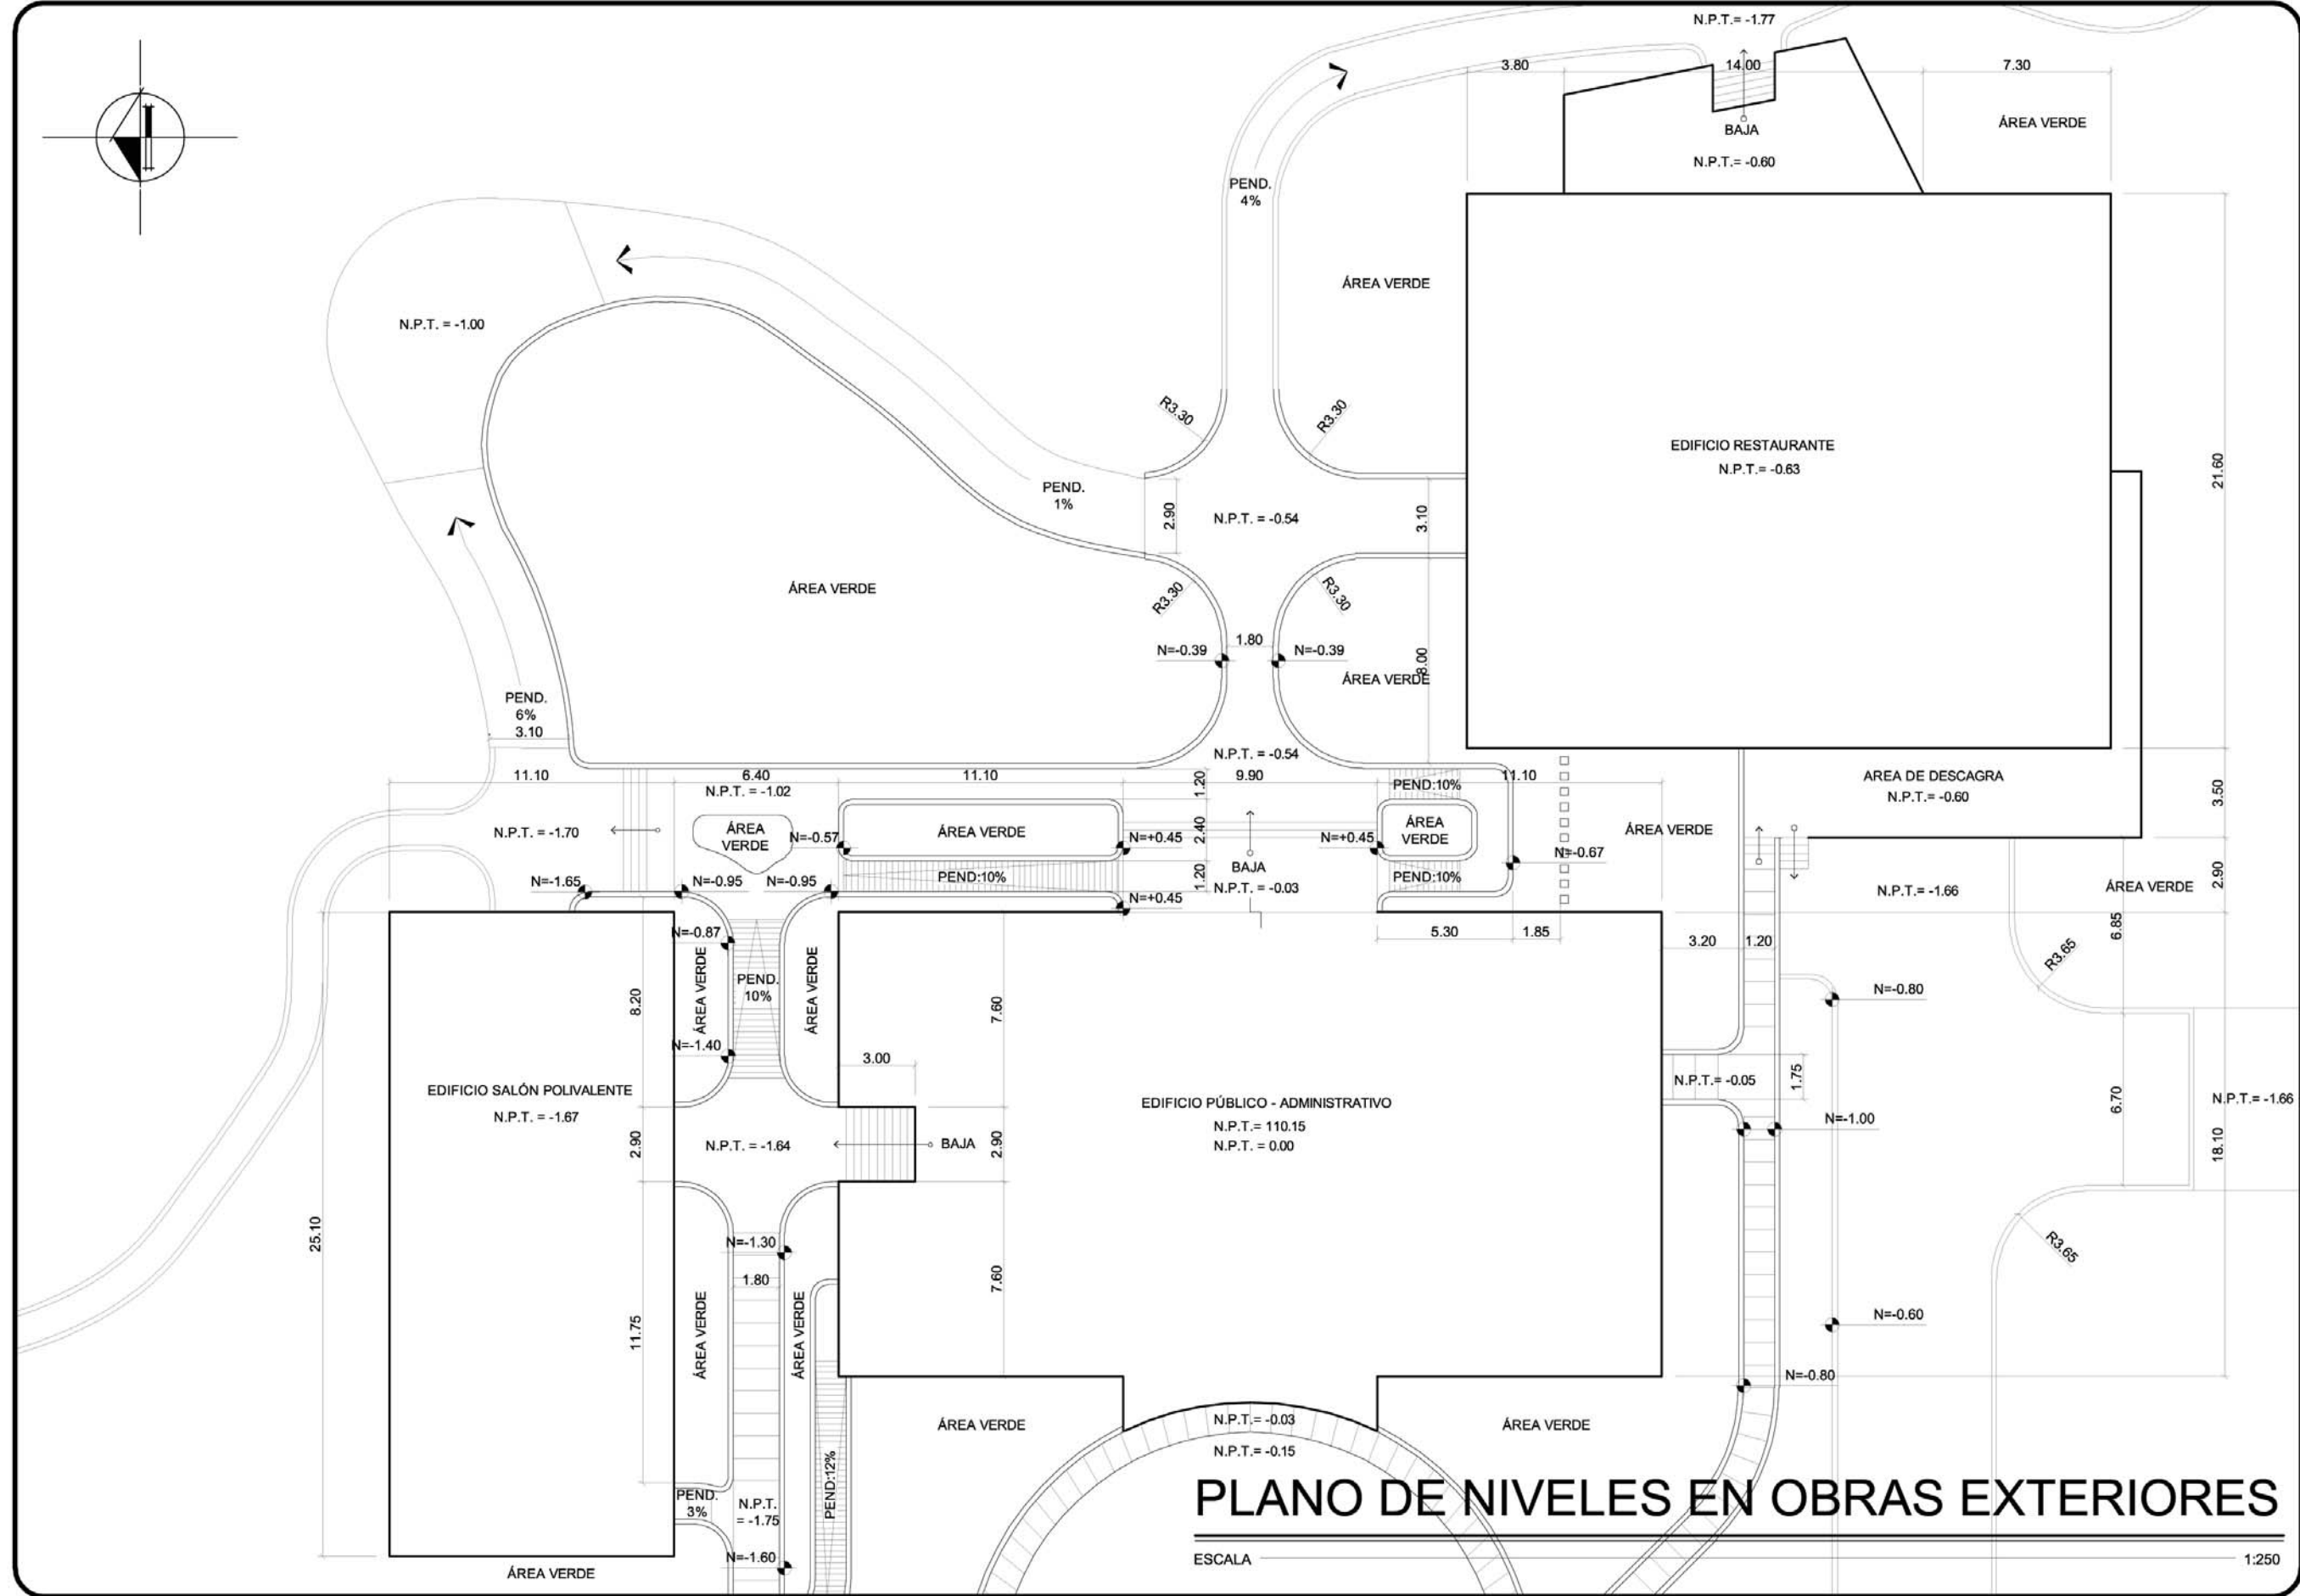 N.P.T.= -1.77
3.80
14.00
7.30
BAJA
ÁREA VERDE
N.P.T.= -0.60
PEND.
4%
ÁREA VERDE
N.P.T. = -1.00
R3.30
R3.30
EDIFICIO RESTAURANTE
N.P.T.= -0.63
21.60
PEND.
1%
2.90
N.P.T. = -0.54
3.10
ÁREA VERDE
R3.30
R3.30
N=-0.39
1.80
N=-0.39
8.00
ÁREA VERDE
PEND.
6%
3.10
N.P.T. = -0.54
11.10
6.40
11.10
1.20
9.90
11.10
PEND:10%
AREA DE DESCAGRA
N.P.T.= -0.60
3.50
N.P.T. = -1.02
N.P.T. = -1.70
ÁREA
VERDE
N=-0.57
ÁREA VERDE
N=+0.45
2.40
N=+0.45
ÁREA
VERDE
ÁREA VERDE
N=-0.67
BAJA
PEND:10%
1.20
N.P.T. = -0.03
PEND:10%
N=-1.65
N=-0.95
N=-0.95
N=+0.45
N.P.T.= -1.66
ÁREA VERDE
2.90
N=-0.87
5.30
1.85
3.20
1.20
6.85
R3.65
ÁREA VERDE
PEND.
10%
ÁREA VERDE
8.20
7.60
N=-0.80
N=-1.40
3.00
EDIFICIO SALÓN POLIVALENTE
N.P.T. = -1.67
EDIFICIO PÚBLICO - ADMINISTRATIVO
N.P.T.= 110.15
N.P.T. = 0.00
N.P.T.= -0.05
1.75
N=-1.00
6.70
N.P.T.= -1.66
18.10
2.90
N.P.T. = -1.64
BAJA
2.90
25.10
N=-1.30
1.80
7.60
R3.65
11.75
ÁREA VERDE
ÁREA VERDE
N=-0.60
N=-0.80
ÁREA VERDE
N.P.T.= -0.03
N.P.T.= -0.15
ÁREA VERDE
PEND.
3%
N.P.T.
= -1.75
PEND:12%
N=-1.60
ÁREA VERDE
PLANO DE NIVELES EN OBRAS EXTERIORES
ESCALA
1:250